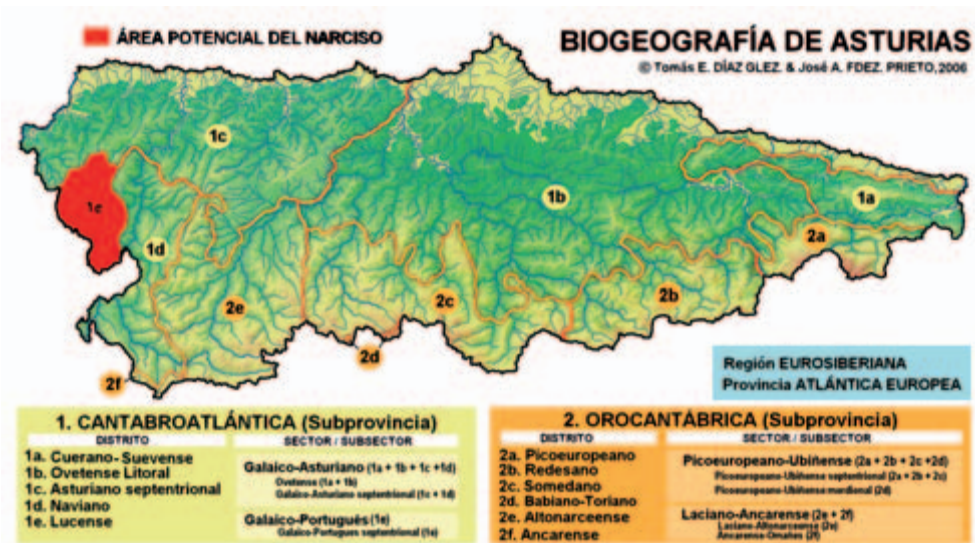 ÁREA POTENCIAL DEL NARCISO
BIOGEOGRAFÍA DE ASTURIAS
© Tomás E. DÍAZ GLEZ. & José A. FDEZ. PRIETO, 2006
1c
1e
1b
1a
1d
2a
2e
2c
2b
2d
2f
Región EUROSIBERIANA
Provincia ATLÁNTICA EUROPEA
1. CANTABROATLÁNTICA (Subprovincia)
DISTRITO
SECTOR / SUBSECTOR
1a. Cuerano-Suevense
1b. Ovetense Litoral
1c. Asturiano septentrional
1d. Naviano
1e. Lucense
Galaico-Asturiano (1a + 1b + 1c +1d)
Ovetense (1a + 1b)
Galaico-Asturiano septentrional (1c + 1d)
Galaico-Portugués (1e)
Galaico-Portugues septentrional (1e)
2. OROCANTÁBRICA (Subprovincia)
DISTRITO
SECTOR / SUBSECTOR
2a. Picoeuropeano
2b. Redesano
2c. Somedano
2d. Babiano-Toriano
2e. Altonarceense
2f. Ancarense
Picoeuropeano-Ubiñense (2a + 2b + 2c +2d)
Picoeuropeano-Ubiñense septentrional (2a + 2b + 2c)
Picoeuropeano-Ubiñense meridional (2d)
Laciano-Ancarense (2e + 2f)
Laciano-Altonarceense (2e)
Ancarense-Omañes (2f)